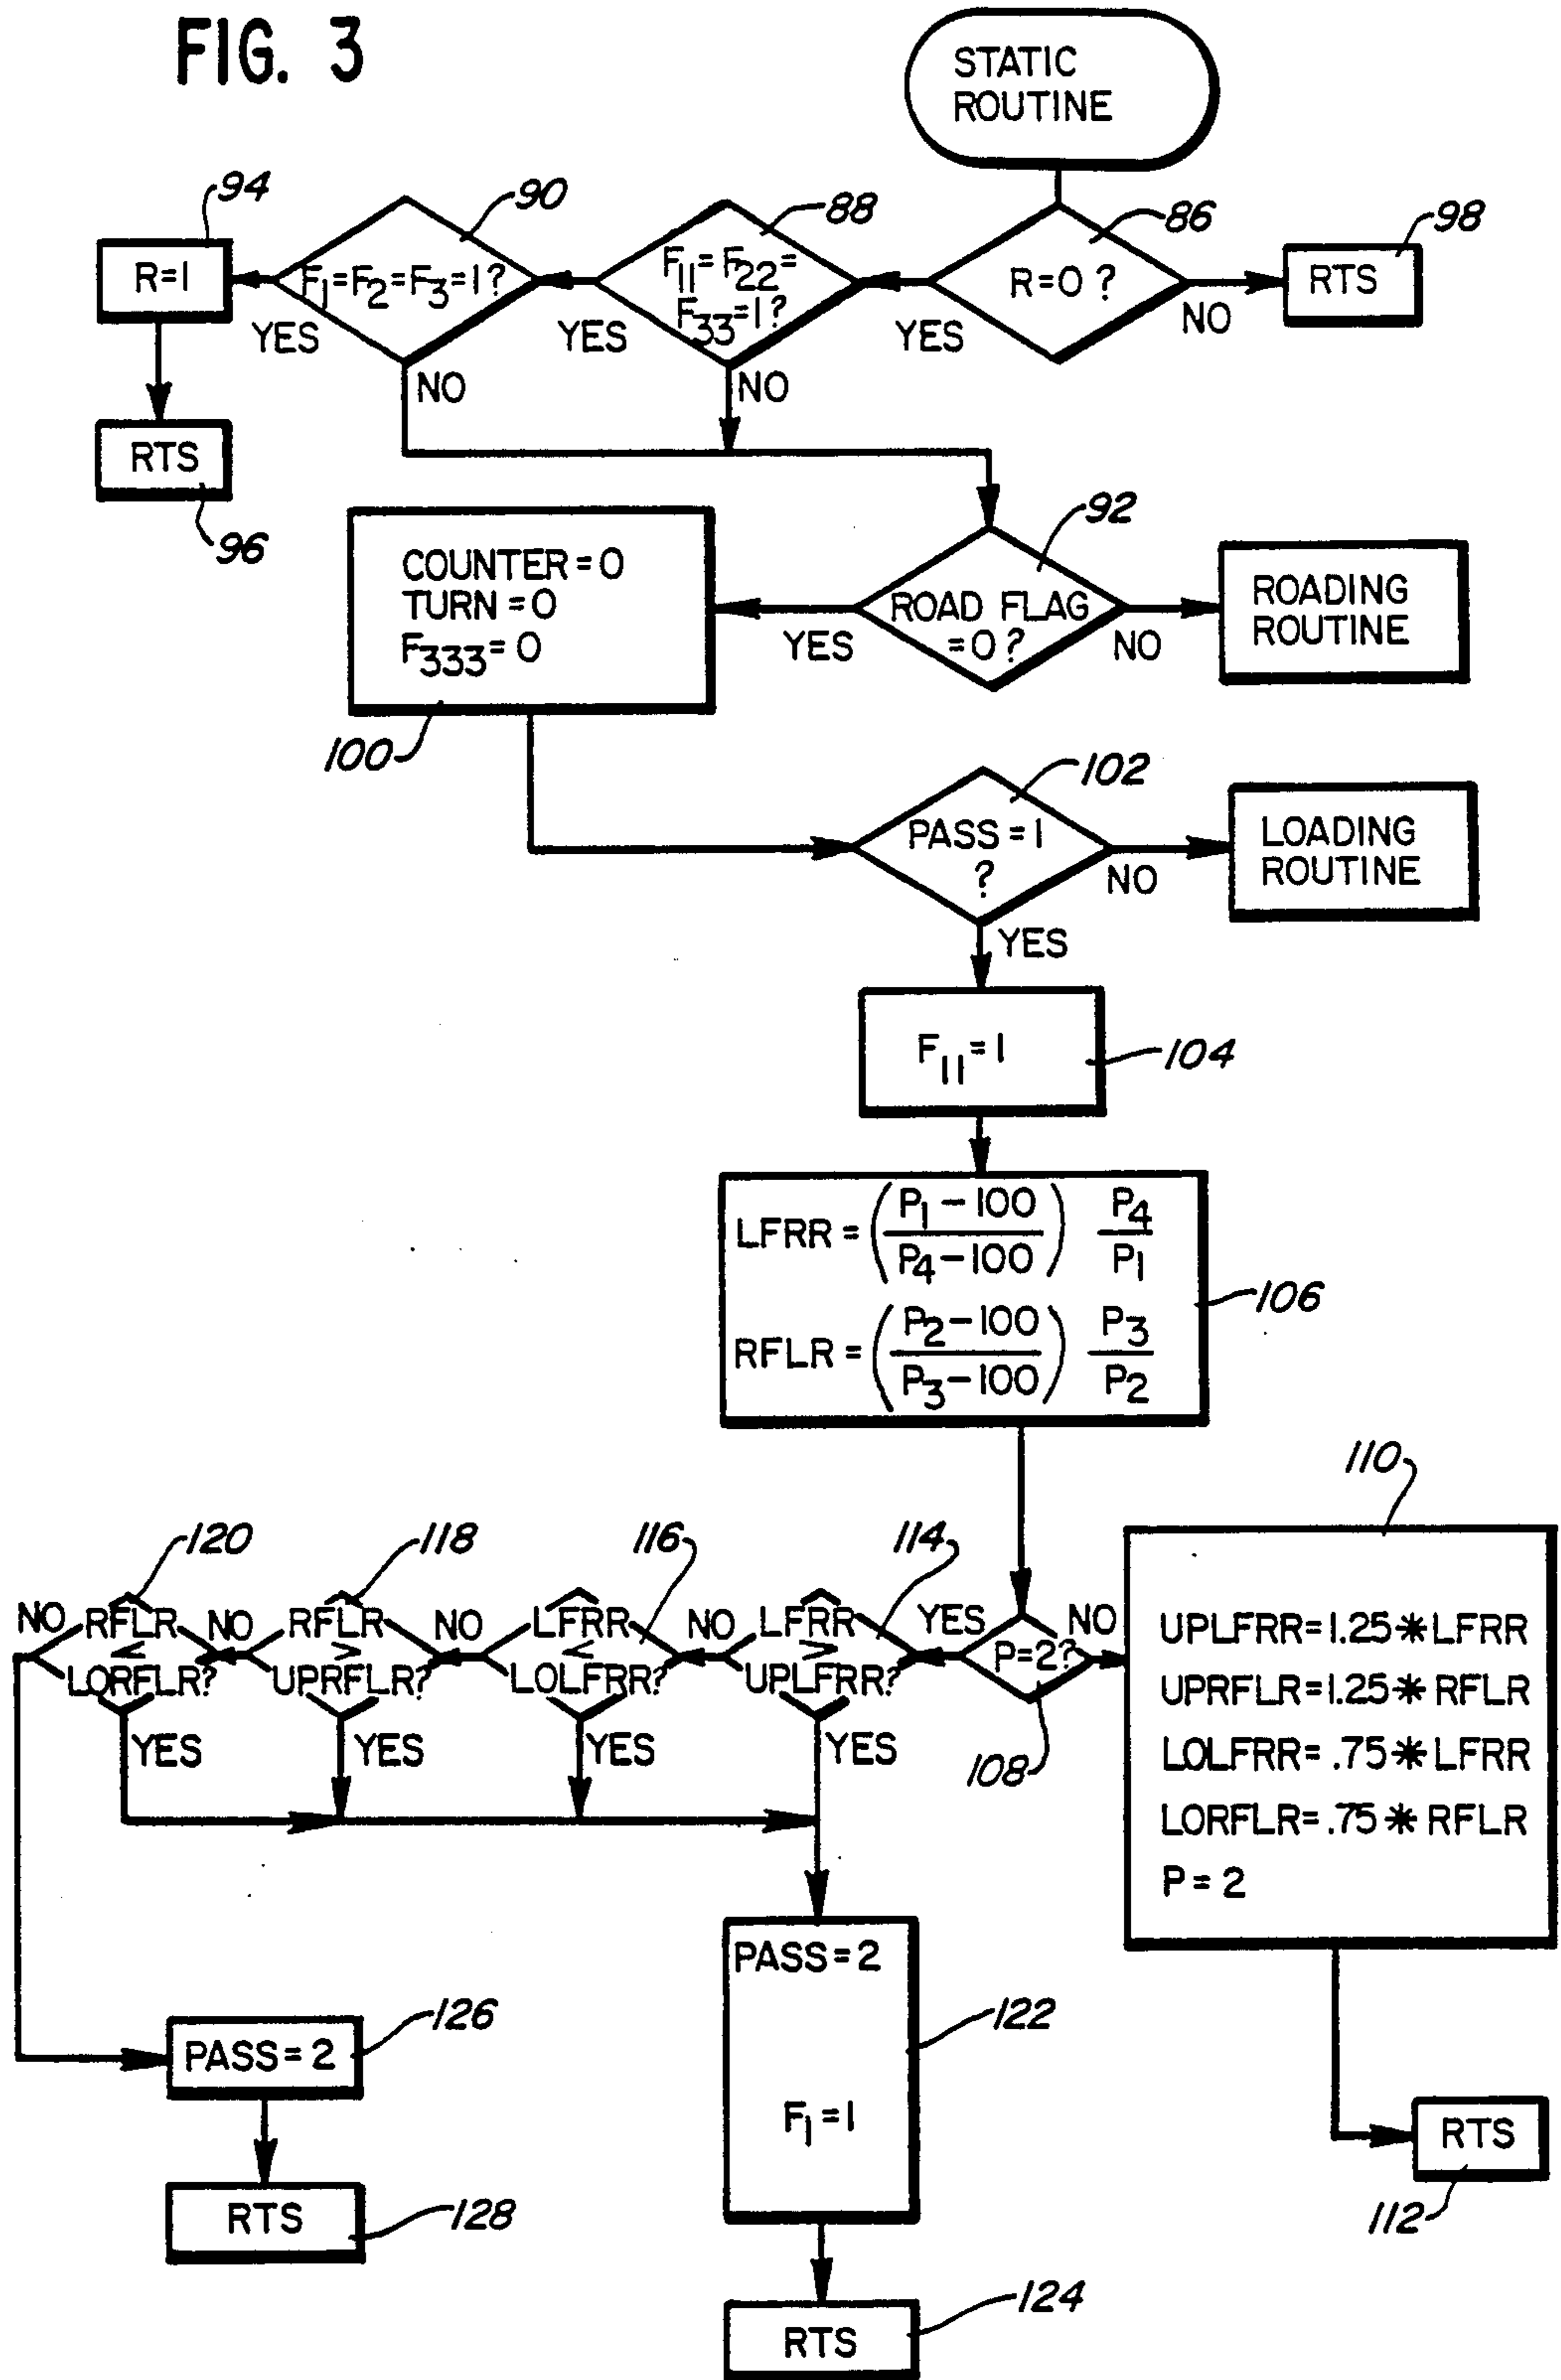 FIG. 3
STATIC
ROUTINE
94
90
88
86
98
R=1
F1=F2=F3=1?
F11=F22=
F33=1?
R=0?
RTS
YES
YES
YES
NO
NO
NO
RTS
96
92
COUNTER=0
TURN=0
F333=0
ROAD FLAG
=0?
YES
NO
ROADING
ROUTINE
100
102
PASS=1
?
NO
LOADING
ROUTINE
YES
F11=1
104
LFRR=(P1-100/P4-100) P4/P1
RFLR=(P2-100/P3-100) P3/P2
106
110
120
118
116
114
NO
RFLR
<
LORFLR?
NO
RFLR
>
UPRFLR?
NO
LFRR
<
LOLFRR?
NO
LFRR
>
UPLFRR?
YES
P=2?
NO
108
YES
YES
YES
YES
UPLFRR=1.25*LFRR
UPRFLR=1.25*RFLR
LOLFRR=.75*LFRR
LORFLR=.75*RFLR
P=2
PASS=2
F1=1
122
PASS=2
126
RTS
112
RTS
128
RTS
124